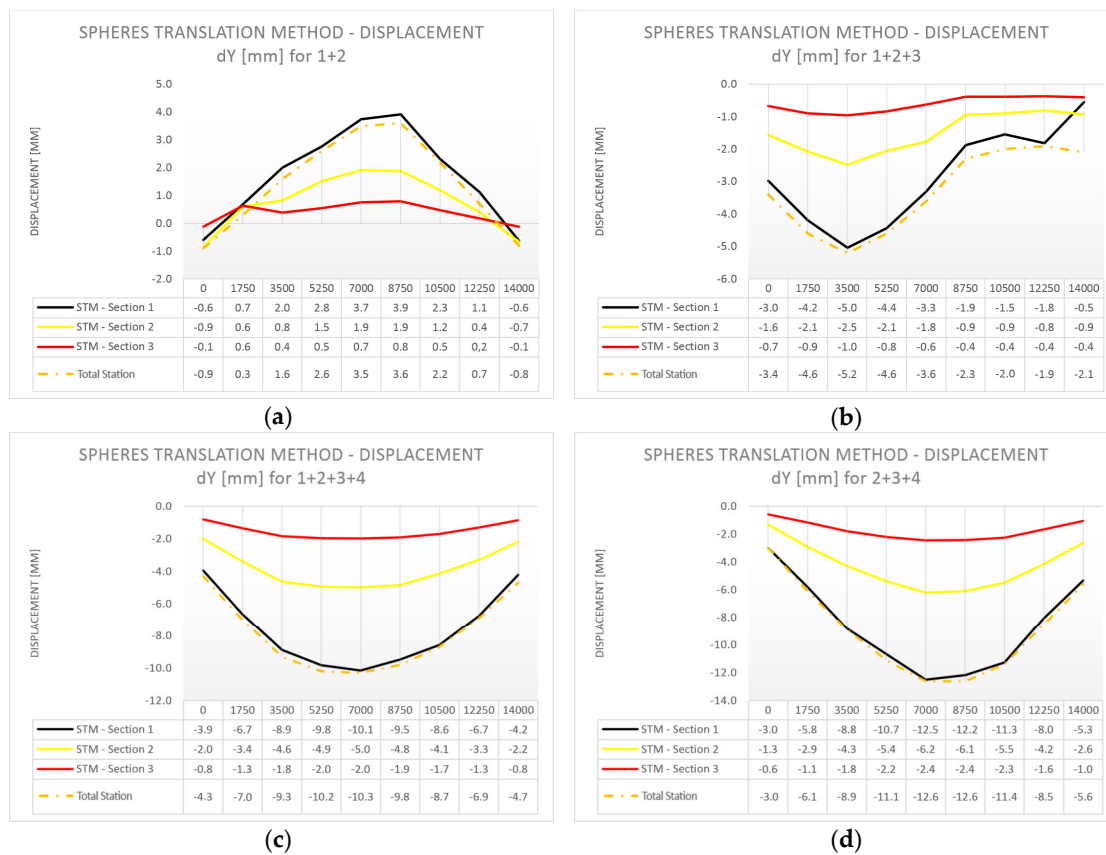 SPHERES TRANSLATION METHOD - DISPLACEMENT
dY [mm] for 1+2
DISPLACEMENT [MM]
5.0
4.0
3.0
2.0
1.0
0.0
-1.0
-2.0
0 1750 3500 5250 7000 8750 10500 12250 14000
STM - Section 1 -0.6 0.7 2.0 2.8 3.7 3.9 2.3 1.1 -0.6
STM - Section 2 -0.9 0.6 0.8 1.5 1.9 1.9 1.2 0.4 -0.7
STM - Section 3 -0.1 0.6 0.4 0.5 0.7 0.8 0.5 0,2 -0.1
Total Station -0.9 0.3 1.6 2.6 3.5 3.6 2.2 0.7 -0.8
(a)
SPHERES TRANSLATION METHOD - DISPLACEMENT
dY [mm] for 1+2+3
DISPLACEMENT [MM]
0.0
-1.0
-2.0
-3.0
-4.0
-5.0
-6.0
0 1750 3500 5250 7000 8750 10500 12250 14000
STM - Section 1 -3.0 -4.2 -5.0 -4.4 -3.3 -1.9 -1.5 -1.8 -0.5
STM - Section 2 -1.6 -2.1 -2.5 -2.1 -1.8 -0.9 -0.9 -0.8 -0.9
STM - Section 3 -0.7 -0.9 -1.0 -0.8 -0.6 -0.4 -0.4 -0.4 -0.4
Total Station -3.4 -4.6 -5.2 -4.6 -3.6 -2.3 -2.0 -1.9 -2.1
(b)
SPHERES TRANSLATION METHOD - DISPLACEMENT
dY [mm] for 1+2+3+4
DISPLACEMENT [MM]
0.0
-2.0
-4.0
-6.0
-8.0
-10.0
-12.0
0 1750 3500 5250 7000 8750 10500 12250 14000
STM - Section 1 -3.9 -6.7 -8.9 -9.8 -10.1 -9.5 -8.6 -6.7 -4.2
STM - Section 2 -2.0 -3.4 -4.6 -4.9 -5.0 -4.8 -4.1 -3.3 -2.2
STM - Section 3 -0.8 -1.3 -1.8 -2.0 -2.0 -1.9 -1.7 -1.3 -0.8
Total Station -4.3 -7.0 -9.3 -10.2 -10.3 -9.8 -8.7 -6.9 -4.7
(c)
SPHERES TRANSLATION METHOD - DISPLACEMENT
dY [mm] for 2+3+4
DISPLACEMENT [MM]
0.0
-2.0
-4.0
-6.0
-8.0
-10.0
-12.0
-14.0
0 1750 3500 5250 7000 8750 10500 12250 14000
STM - Section 1 -3.0 -5.8 -8.8 -10.7 -12.5 -12.2 -11.3 -8.0 -5.3
STM - Section 2 -1.3 -2.9 -4.3 -5.4 -6.2 -6.1 -5.5 -4.2 -2.6
STM - Section 3 -0.6 -1.1 -1.8 -2.2 -2.4 -2.4 -2.3 -1.6 -1.0
Total Station -3.0 -6.1 -8.9 -11.1 -12.6 -12.6 -11.4 -8.5 -5.6
(d)